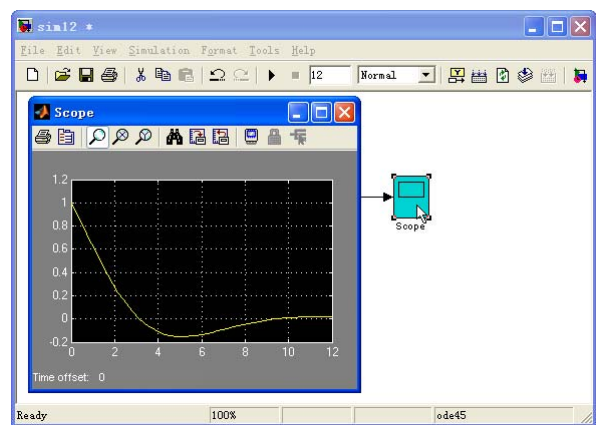 sim12 *
File Edit View Simulation Format Tools Help
12 Normal
Scope
1.2
1
0.8
0.6
0.4
0.2
0
-0.2
0 2 4 6 8 10 12
Time offset: 0
Scope
Ready 100% ode45